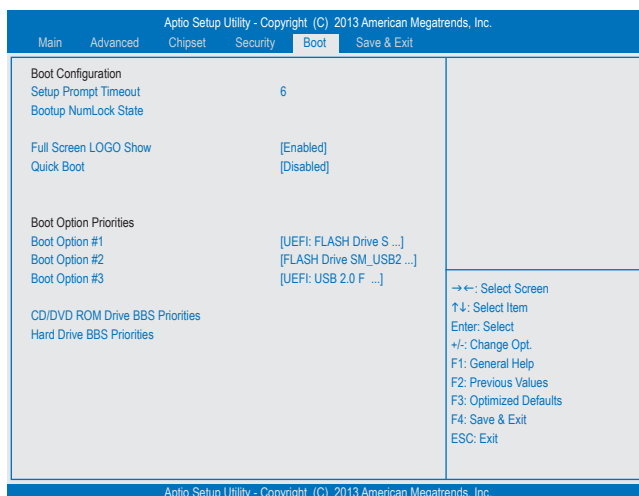 Aptio Setup Utility - Copyright (C) 2013 American Megatrends, Inc.
Main Advanced Chipset Security Boot Save & Exit
Boot Configuration
Setup Prompt Timeout 6
Bootup NumLock State
Full Screen LOGO Show [Enabled]
Quick Boot [Disabled]
Boot Option Priorities
Boot Option #1 [UEFI: FLASH Drive S ...]
Boot Option #2 [FLASH Drive SM_USB2 ...]
Boot Option #3 [UEFI: USB 2.0 F ...]
CD/DVD ROM Drive BBS Priorities
Hard Drive BBS Priorities
→←: Select Screen
↑↓: Select Item
Enter: Select
+/-: Change Opt.
F1: General Help
F2: Previous Values
F3: Optimized Defaults
F4: Save & Exit
ESC: Exit
Aptio Setup Utility - Copyright (C) 2013 American Megatrends, Inc.